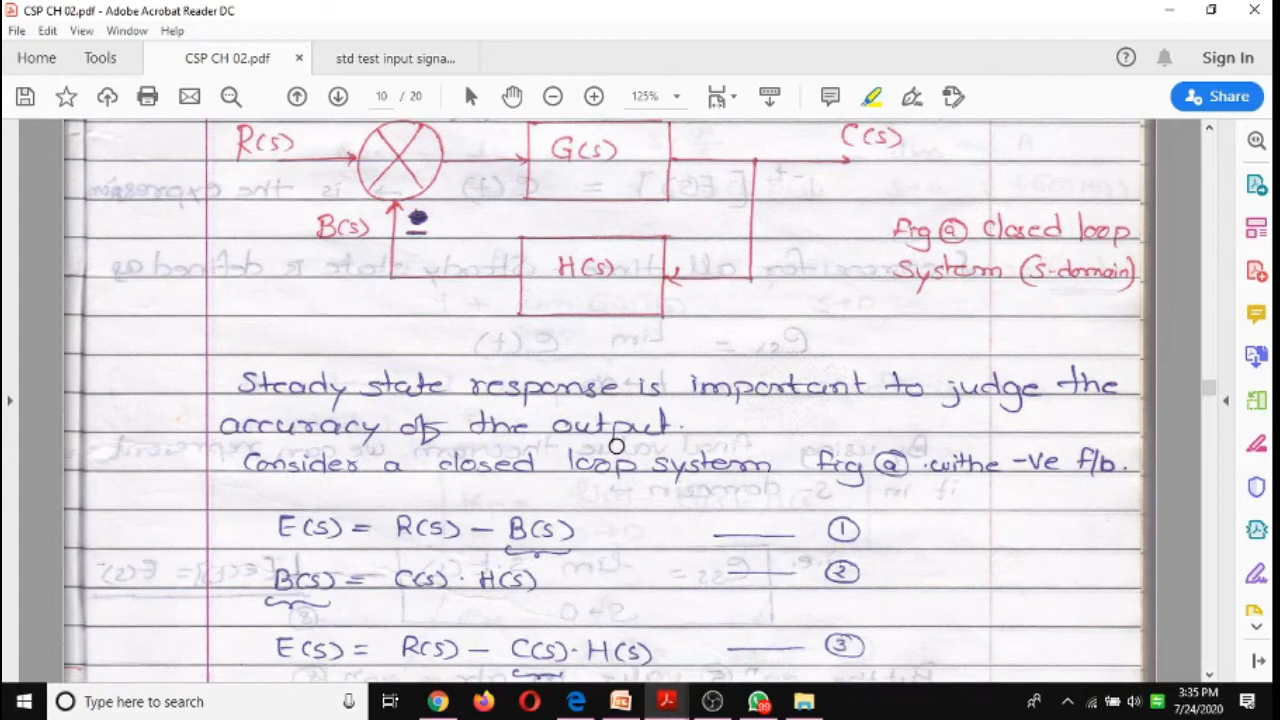 CSP CH 02.pdf - Adobe Acrobat Reader DC
File Edit View Window Help
Home Tools CSP CH 02.pdf × std test input signa... Sign In
10 / 20 125% Share
R(s) G(s) C(s)
B(s) -
H(s)
fig ⓐ closed loop
system (s-domain)
Steady state response is important to judge the
accuracy of the output.
Consider a closed loop system fig ⓐ withe -ve f/b.
E(s) = R(s) - B(s) —— ①
B(s) = C(s) · H(s) —— ②
E(s) = R(s) - C(s) · H(s) —— ③
Type here to search
99
3:35 PM
7/24/2020